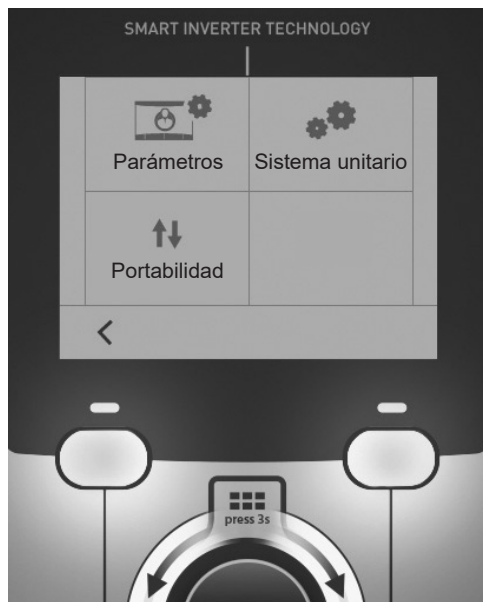 SMART INVERTER TECHNOLOGY
Parámetros
Sistema unitario
Portabilidad
press 3s